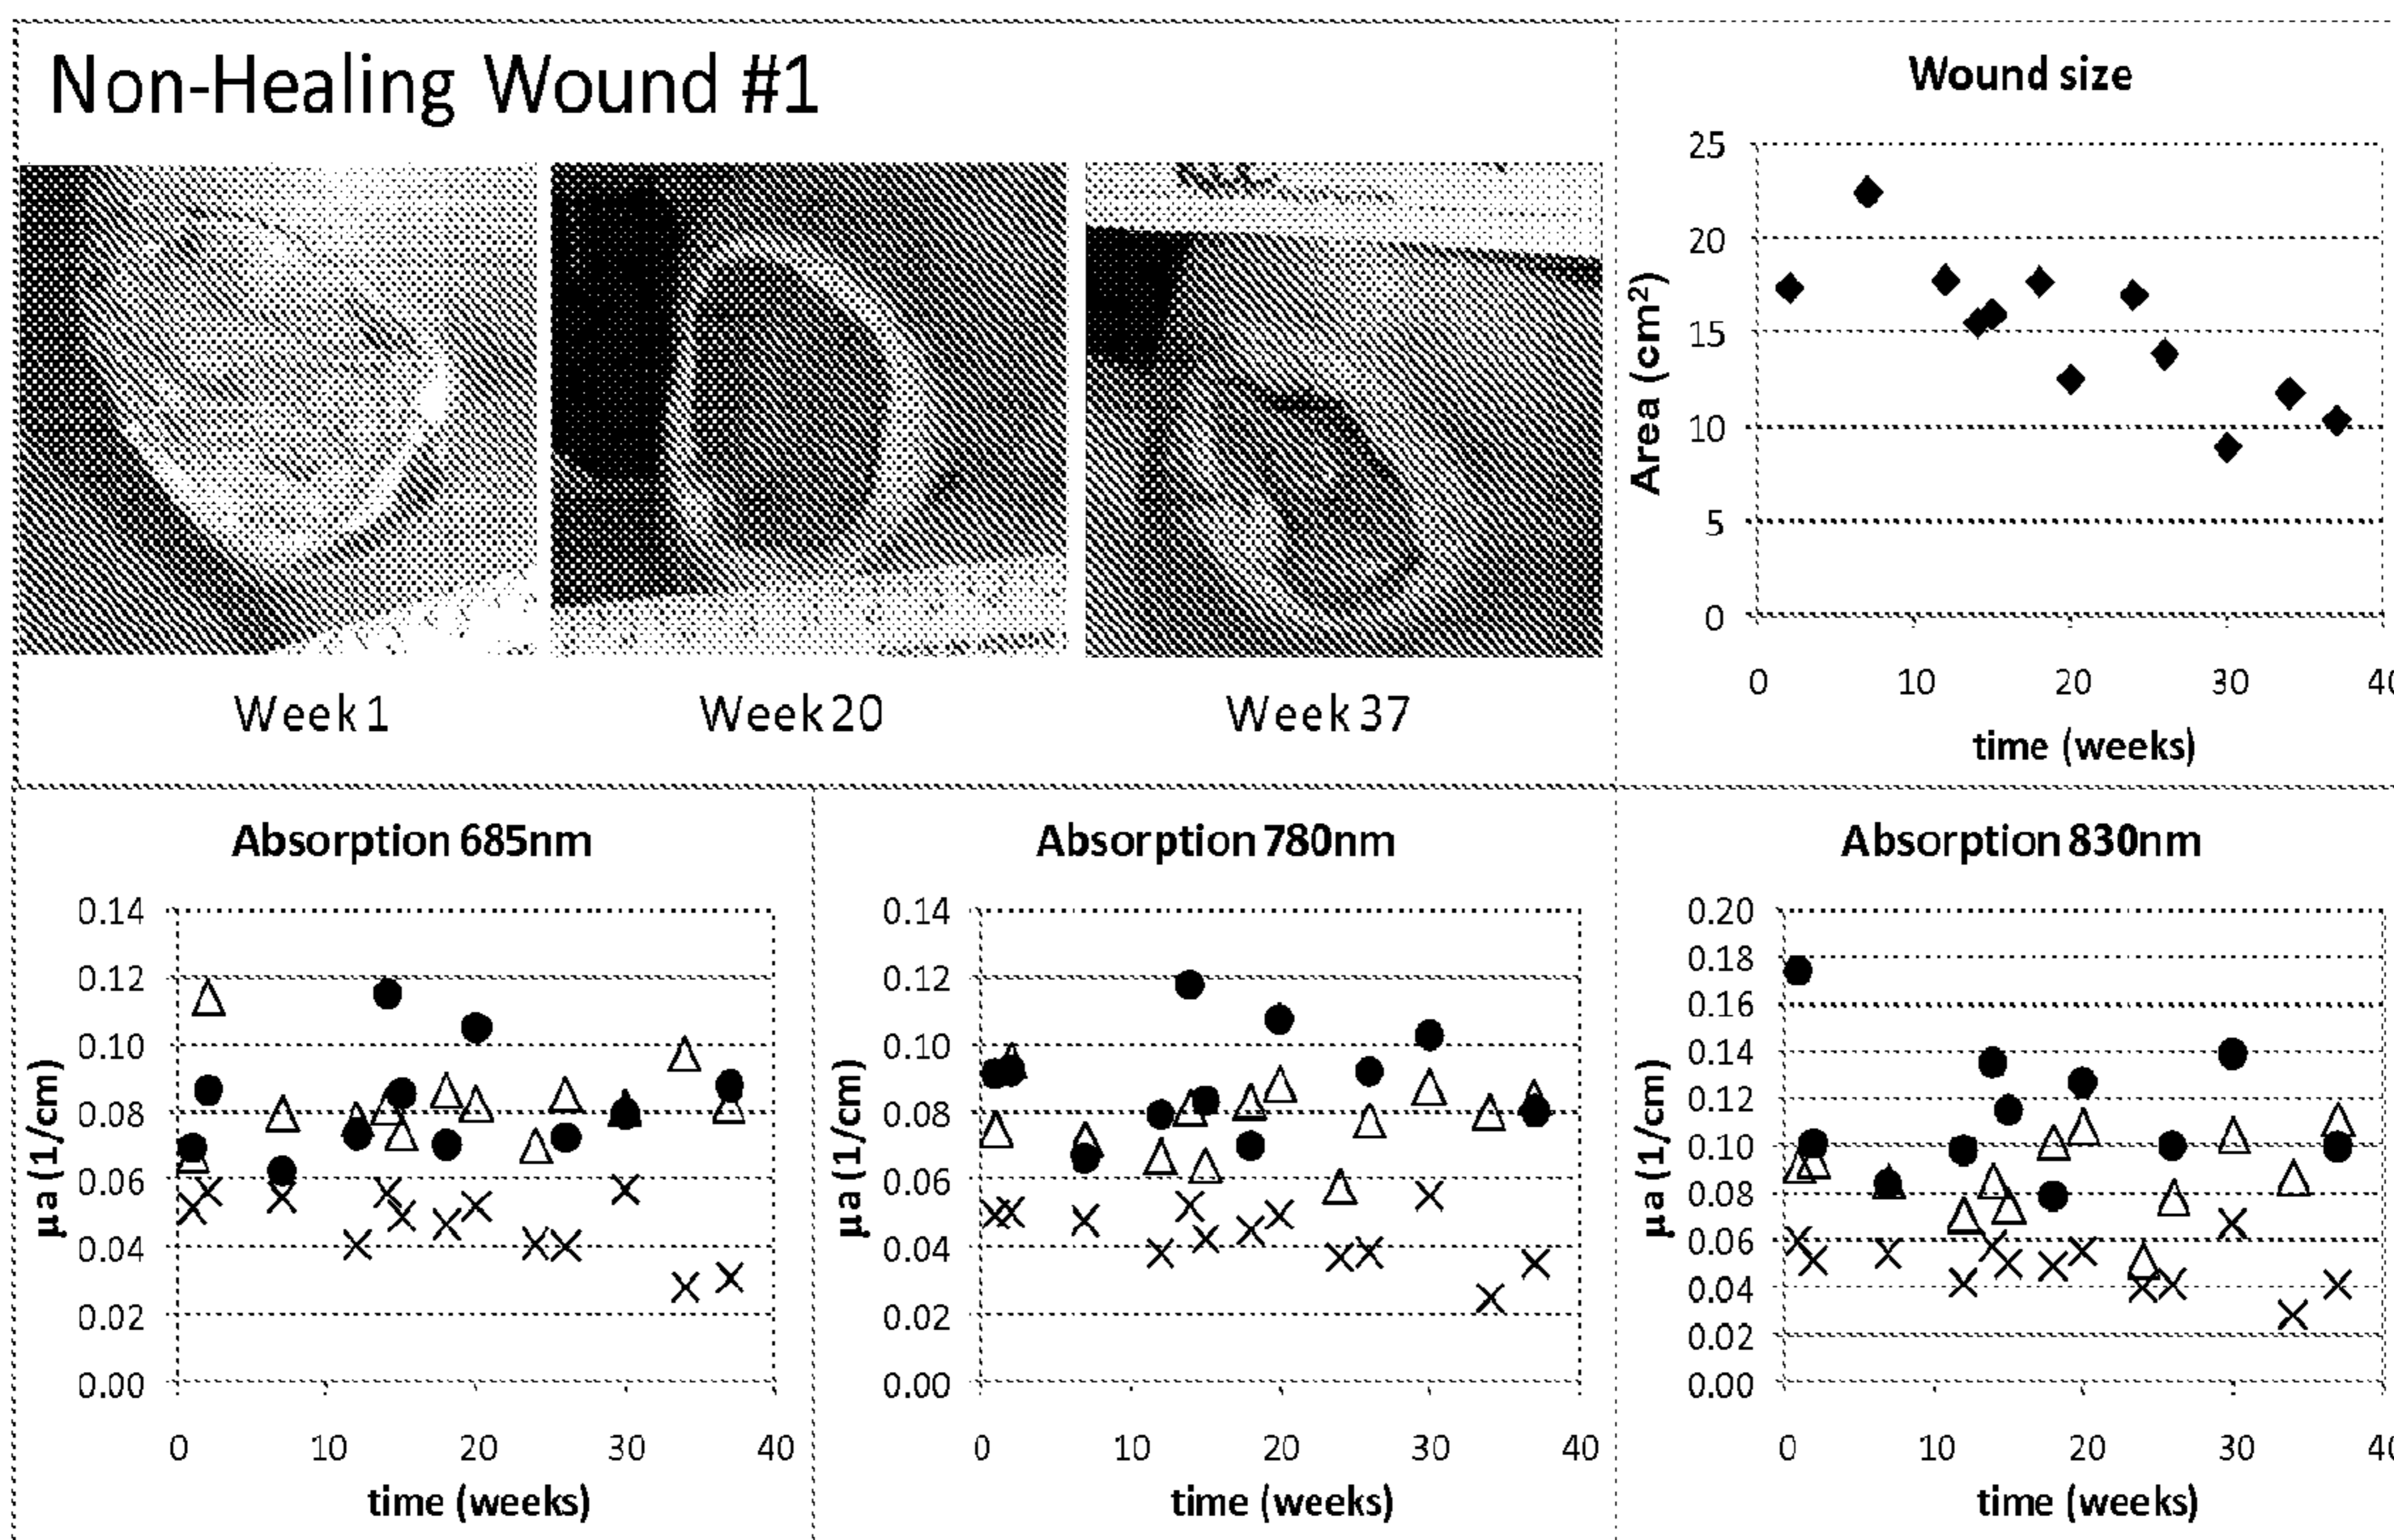 Non-Healing Wound #1
Week 1
Week 20
Week 37
Wound size
Area (cm²)
25
20
15
10
5
0
0 10 20 30 40
time (weeks)
Absorption 685nm
µa (1/cm)
0.14
0.12
0.10
0.08
0.06
0.04
0.02
0.00
0 10 20 30 40
time (weeks)
Absorption 780nm
µa (1/cm)
0.14
0.12
0.10
0.08
0.06
0.04
0.02
0.00
0 10 20 30 40
time (weeks)
Absorption 830nm
µa (1/cm)
0.20
0.18
0.16
0.14
0.12
0.10
0.08
0.06
0.04
0.02
0.00
0 10 20 30 40
time (weeks)